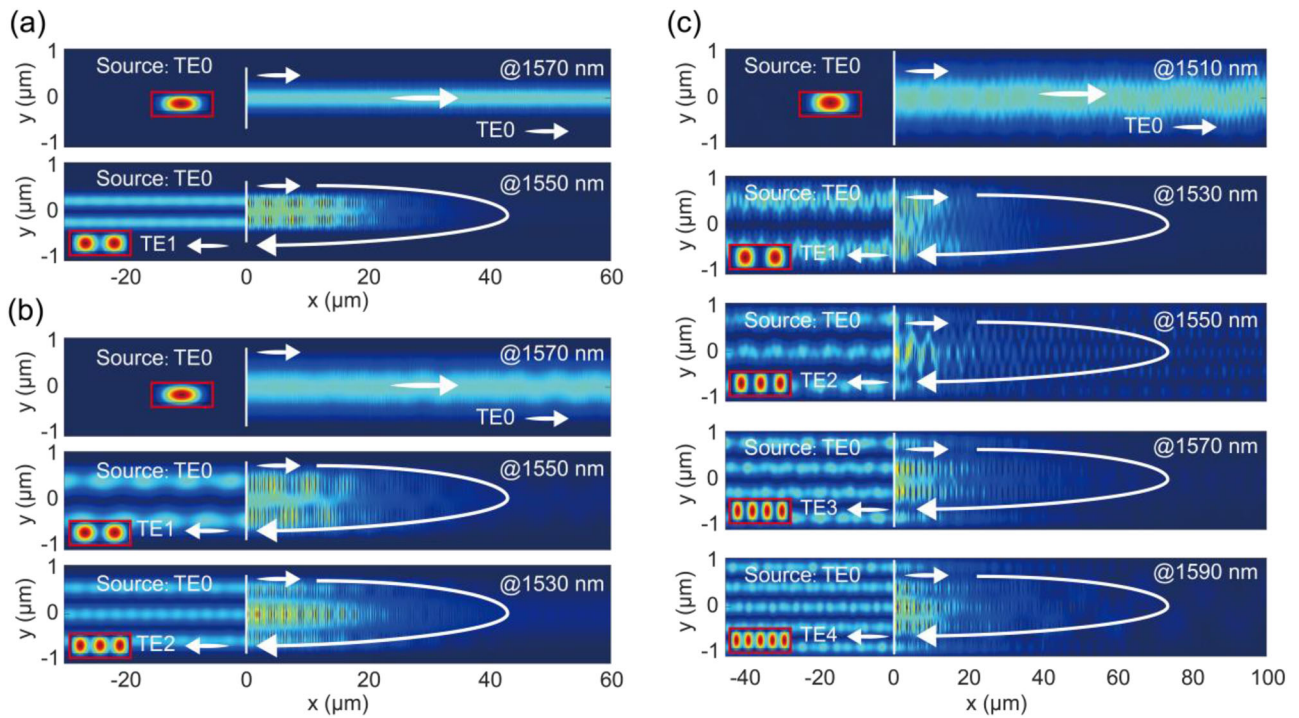 (a)
1
0
-1
y (μm)
Source: TE0
@1570 nm
TE0
1
0
-1
y (μm)
Source: TE0
@1550 nm
TE1
-20 0 20 40 60
x (μm)
(b)
1
0
-1
y (μm)
Source: TE0
@1570 nm
TE0
1
0
-1
y (μm)
Source: TE0
@1550 nm
TE1
1
0
-1
y (μm)
Source: TE0
@1530 nm
TE2
-20 0 20 40 60
x (μm)
(c)
1
0
-1
y (μm)
Source: TE0
@1510 nm
TE0
1
0
-1
y (μm)
Source: TE0
@1530 nm
TE1
1
0
-1
y (μm)
Source: TE0
@1550 nm
TE2
1
0
-1
y (μm)
Source: TE0
@1570 nm
TE3
1
0
-1
y (μm)
Source: TE0
@1590 nm
TE4
-40 -20 0 20 40 60 80 100
x (μm)